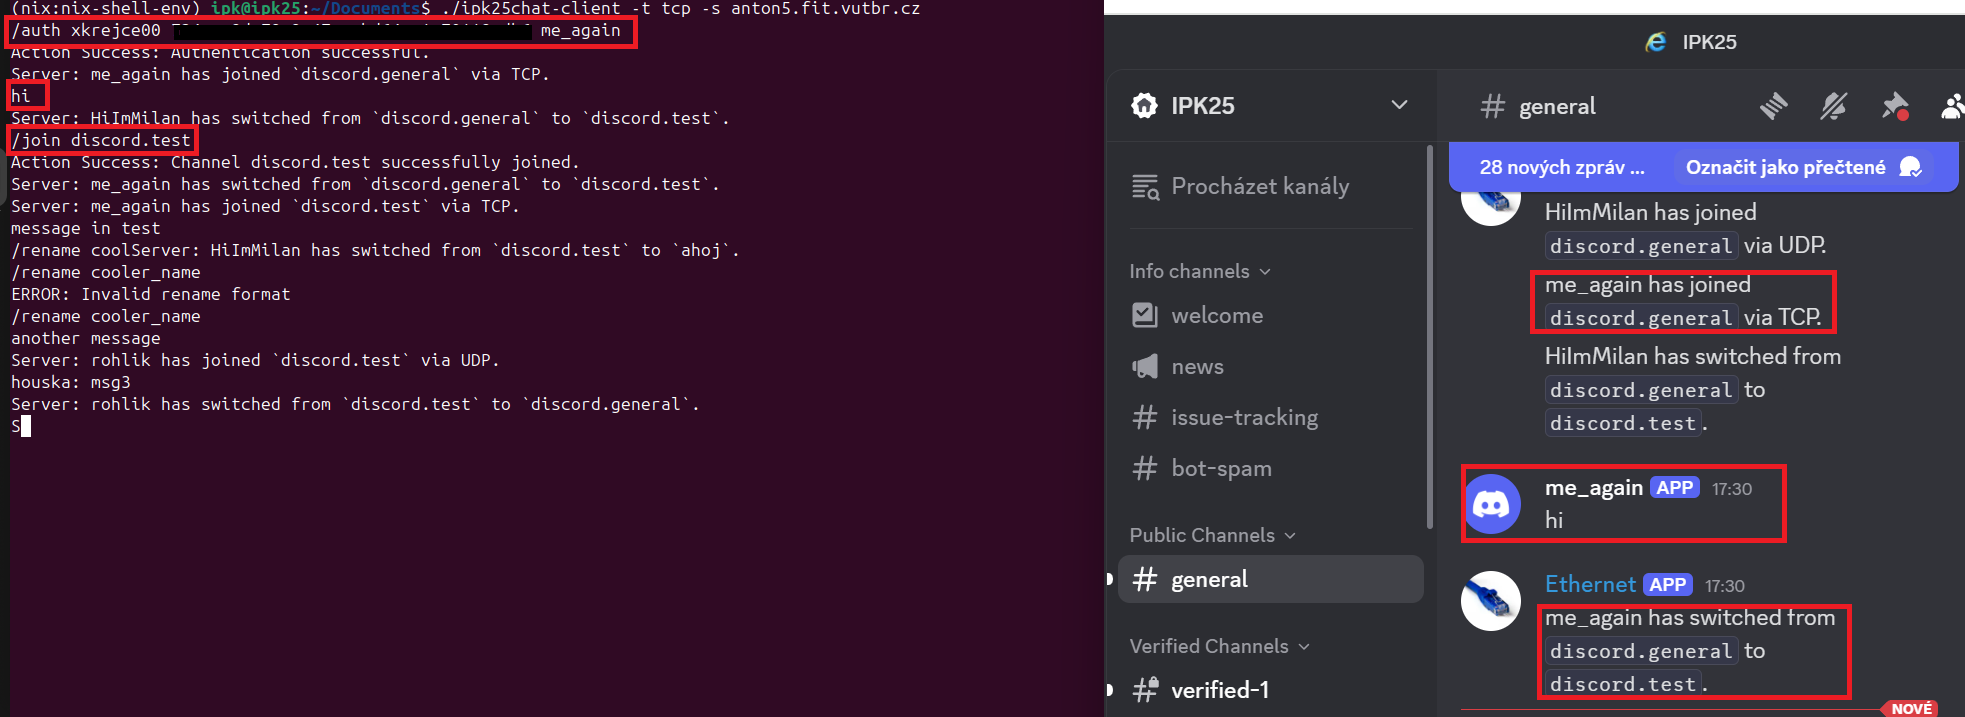 (nix:nix-shell-env) ipk@ipk25:~/Documents$ ./ipk25chat-client -t tcp -s anton5.fit.vutbr.cz
/auth xkrejce00 me_again
Action Success: Authentication successful.
Server: me_again has joined `discord.general` via TCP.
hi
Server: HiImMilan has switched from `discord.general` to `discord.test`.
/join discord.test
Action Success: Channel discord.test successfully joined.
Server: me_again has switched from `discord.general` to `discord.test`.
Server: me_again has joined `discord.test` via TCP.
message in test
/rename coolServer: HiImMilan has switched from `discord.test` to `ahoj`.
/rename cooler_name
ERROR: Invalid rename format
/rename cooler_name
another message
Server: rohlik has joined `discord.test` via UDP.
houska: msg3
Server: rohlik has switched from `discord.test` to `discord.general`.
S
IPK25
IPK25
Procházet kanály
Info channels
welcome
news
# issue-tracking
# bot-spam
Public Channels
# general
Verified Channels
# verified-1
# general
28 nových zpráv ... Označit jako přečtené
HiImMilan has joined
discord.general via UDP.
me_again has joined
discord.general via TCP.
HiImMilan has switched from
discord.general to
discord.test.
me_again APP 17:30
hi
Ethernet APP 17:30
me_again has switched from
discord.general to
discord.test.
NOVÉ